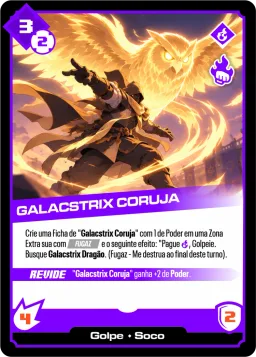 3
2
GALACSTRIX CORUJA
Crie uma Ficha de "Galacstrix Coruja" com 1 de Poder em uma Zona
Extra sua com FUGAZ e o seguinte efeito: "Pague , Golpeie.
Busque Galacstrix Dragão. (Fugaz - Me destrua ao final deste turno).
REVIDE "Galacstrix Coruja" ganha +2 de Poder.
4
2
Golpe • Soco